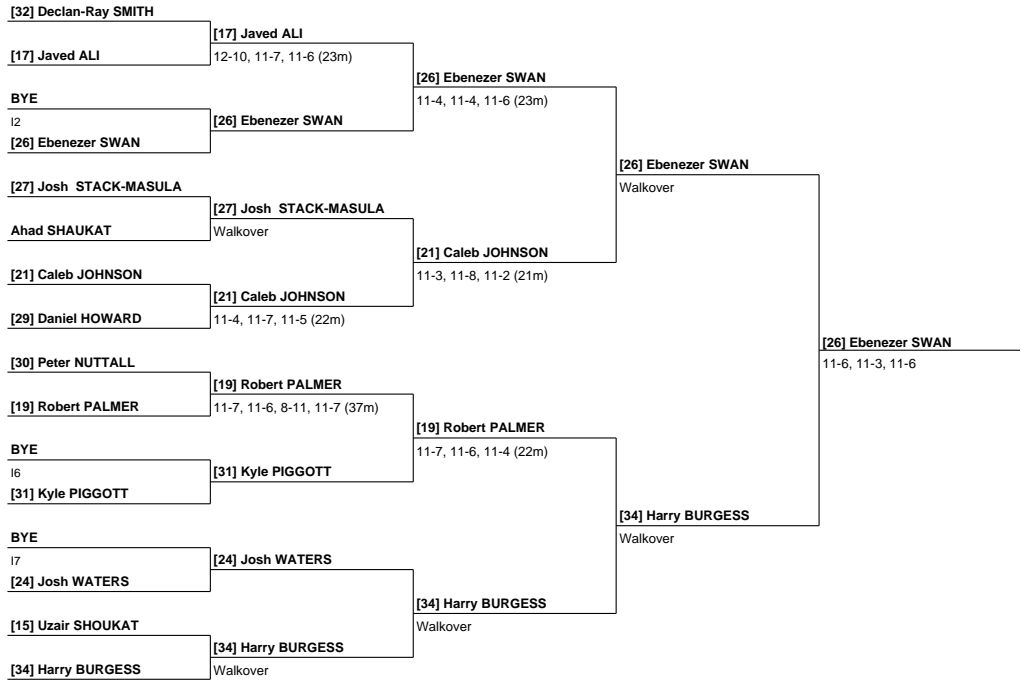 [32] Declan-Ray SMITH
[17] Javed ALI
BYE
I2
[26] Ebenezer SWAN
[27] Josh  STACK-MASULA
Ahad SHAUKAT
[21] Caleb JOHNSON
[29] Daniel HOWARD
[30] Peter NUTTALL
[19] Robert PALMER
BYE
I6
[31] Kyle PIGGOTT
BYE
I7
[24] Josh WATERS
[15] Uzair SHOUKAT
[34] Harry BURGESS
[17] Javed ALI
12-10, 11-7, 11-6 (23m)
[26] Ebenezer SWAN
[27] Josh  STACK-MASULA
Walkover
[21] Caleb JOHNSON
11-4, 11-7, 11-5 (22m)
[19] Robert PALMER
11-7, 11-6, 8-11, 11-7 (37m)
[31] Kyle PIGGOTT
[24] Josh WATERS
[34] Harry BURGESS
Walkover
[26] Ebenezer SWAN
11-4, 11-4, 11-6 (23m)
[21] Caleb JOHNSON
11-3, 11-8, 11-2 (21m)
[19] Robert PALMER
11-7, 11-6, 11-4 (22m)
[34] Harry BURGESS
Walkover
[26] Ebenezer SWAN
Walkover
[34] Harry BURGESS
Walkover
[26] Ebenezer SWAN
11-6, 11-3, 11-6